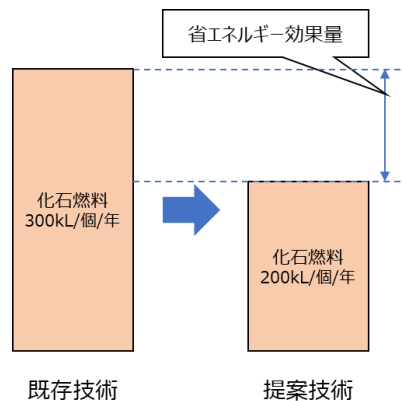 省エネルギー効果量
化石燃料
300kL/個/年
化石燃料
200kL/個/年
既存技術
提案技術